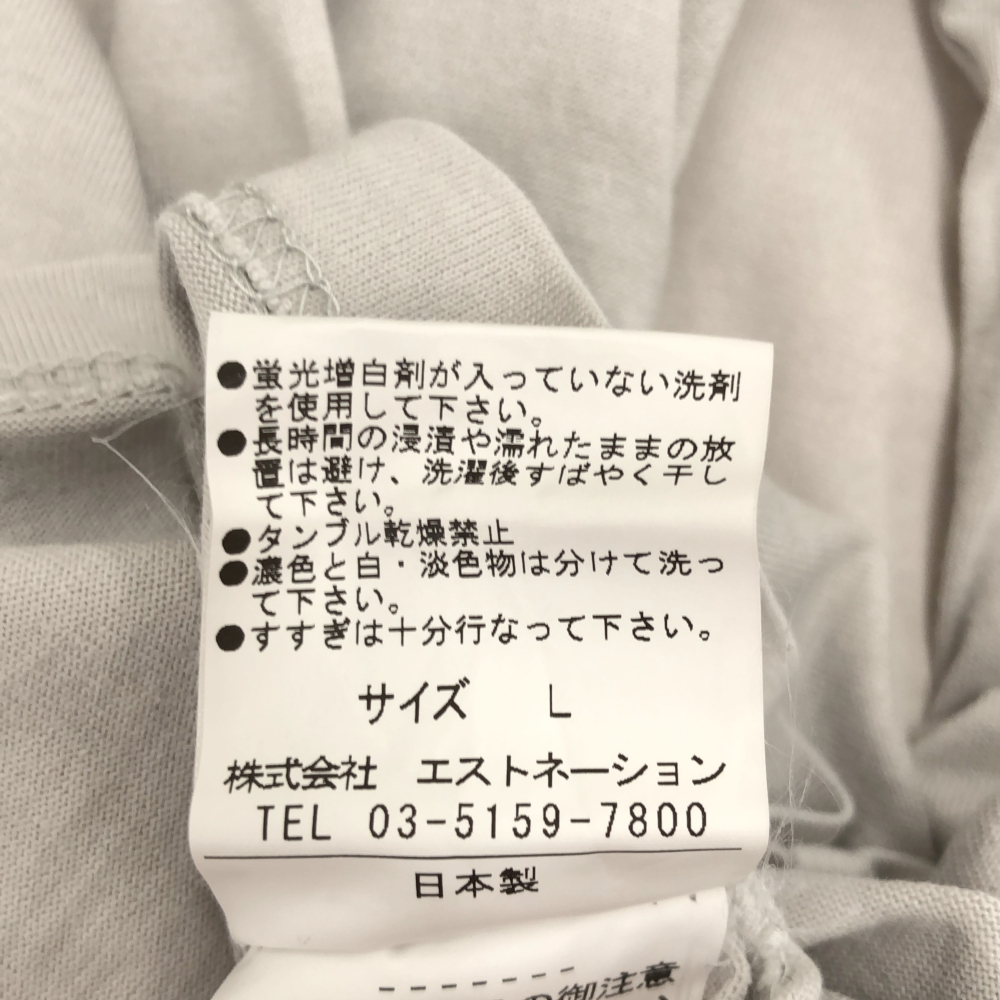 ●蛍光増白剤が入っていない洗剤
を使用して下さい。
●長時間の浸漬や濡れたままの放
置は避け、洗濯後すばやく干し
て下さい。
●タンブル乾燥禁止
●濃色と白・淡色物は分けて洗っ
て下さい。
●すすぎは十分行なって下さい。
サイズ L
株式会社 エストネーション
TEL 03-5159-7800
日本製
の御注意